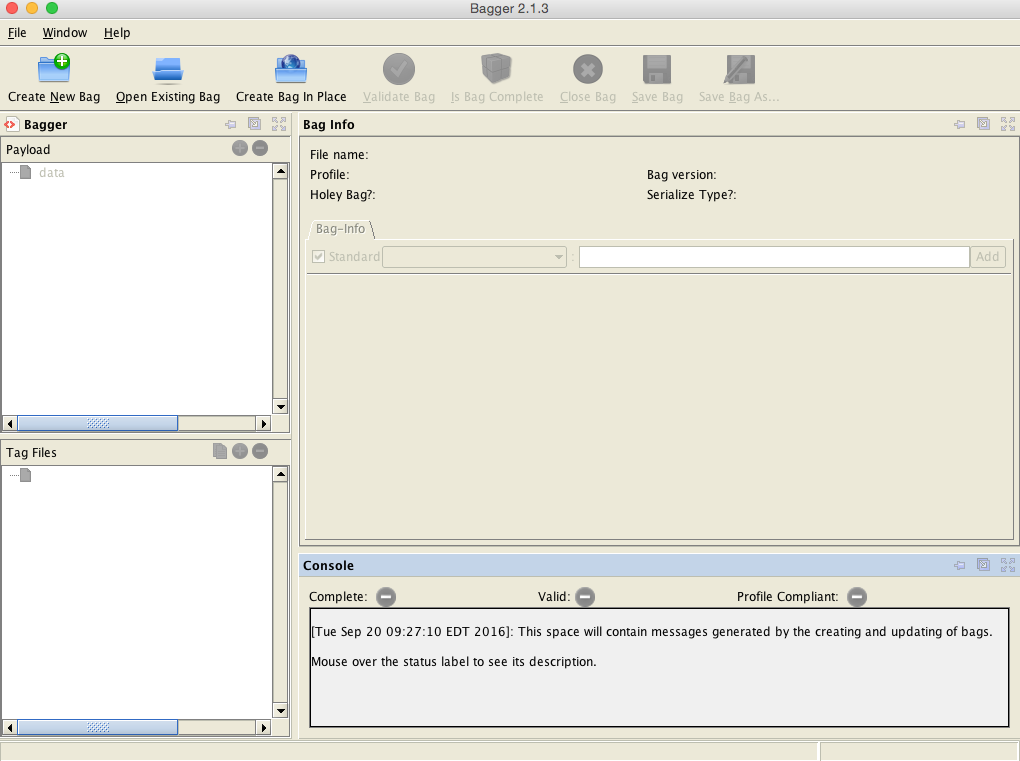 Bagger 2.1.3
File Window Help
Create New Bag Open Existing Bag Create Bag In Place Validate Bag Is Bag Complete Close Bag Save Bag Save Bag As...
Bagger
Payload
data
Tag Files
Bag Info
File name:
Profile: Bag version:
Holey Bag?: Serialize Type?:
Bag-Info
Standard : Add
Console
Complete: Valid: Profile Compliant:
[Tue Sep 20 09:27:10 EDT 2016]: This space will contain messages generated by the creating and updating of bags.
Mouse over the status label to see its description.